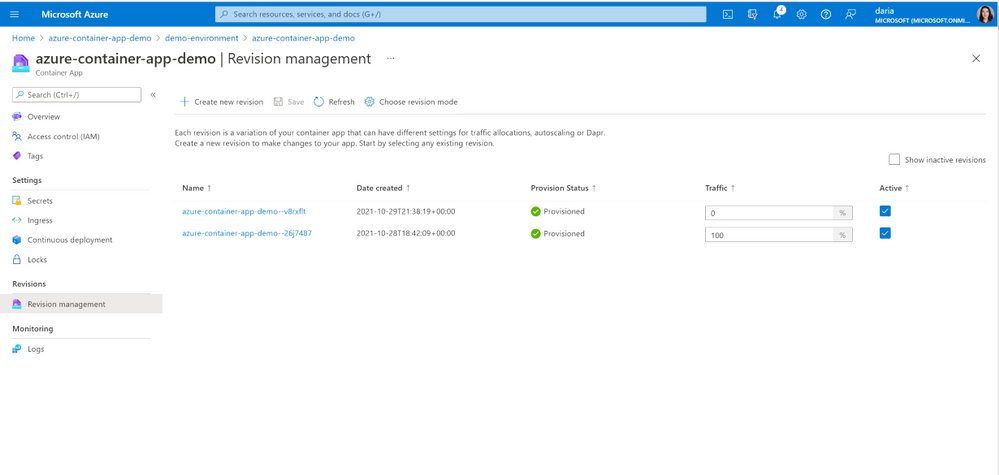 Microsoft Azure
Search resources, services, and docs (G+/)
4
daria
MICROSOFT (MICROSOFT.ONMI...
Home > azure-container-app-demo > demo-environment > azure-container-app-demo
azure-container-app-demo | Revision management ...
Container App
Search (Ctrl+/)
Overview
Access control (IAM)
Tags
Settings
Secrets
Ingress
Continuous deployment
Locks
Revisions
Revision management
Monitoring
Logs
Create new revision Save Refresh Choose revision mode
Each revision is a variation of your container app that can have different settings for traffic allocations, autoscaling or Dapr.
Create a new revision to make changes to your app. Start by selecting any existing revision.
Show inactive revisions
Name ↑ Date created ↑ Provision Status ↑ Traffic ↑ Active ↑
azure-container-app-demo--v8rxflt 2021-10-29T21:38:19+00:00 Provisioned 0 %
azure-container-app-demo--26j7487 2021-10-28T18:42:09+00:00 Provisioned 100 %